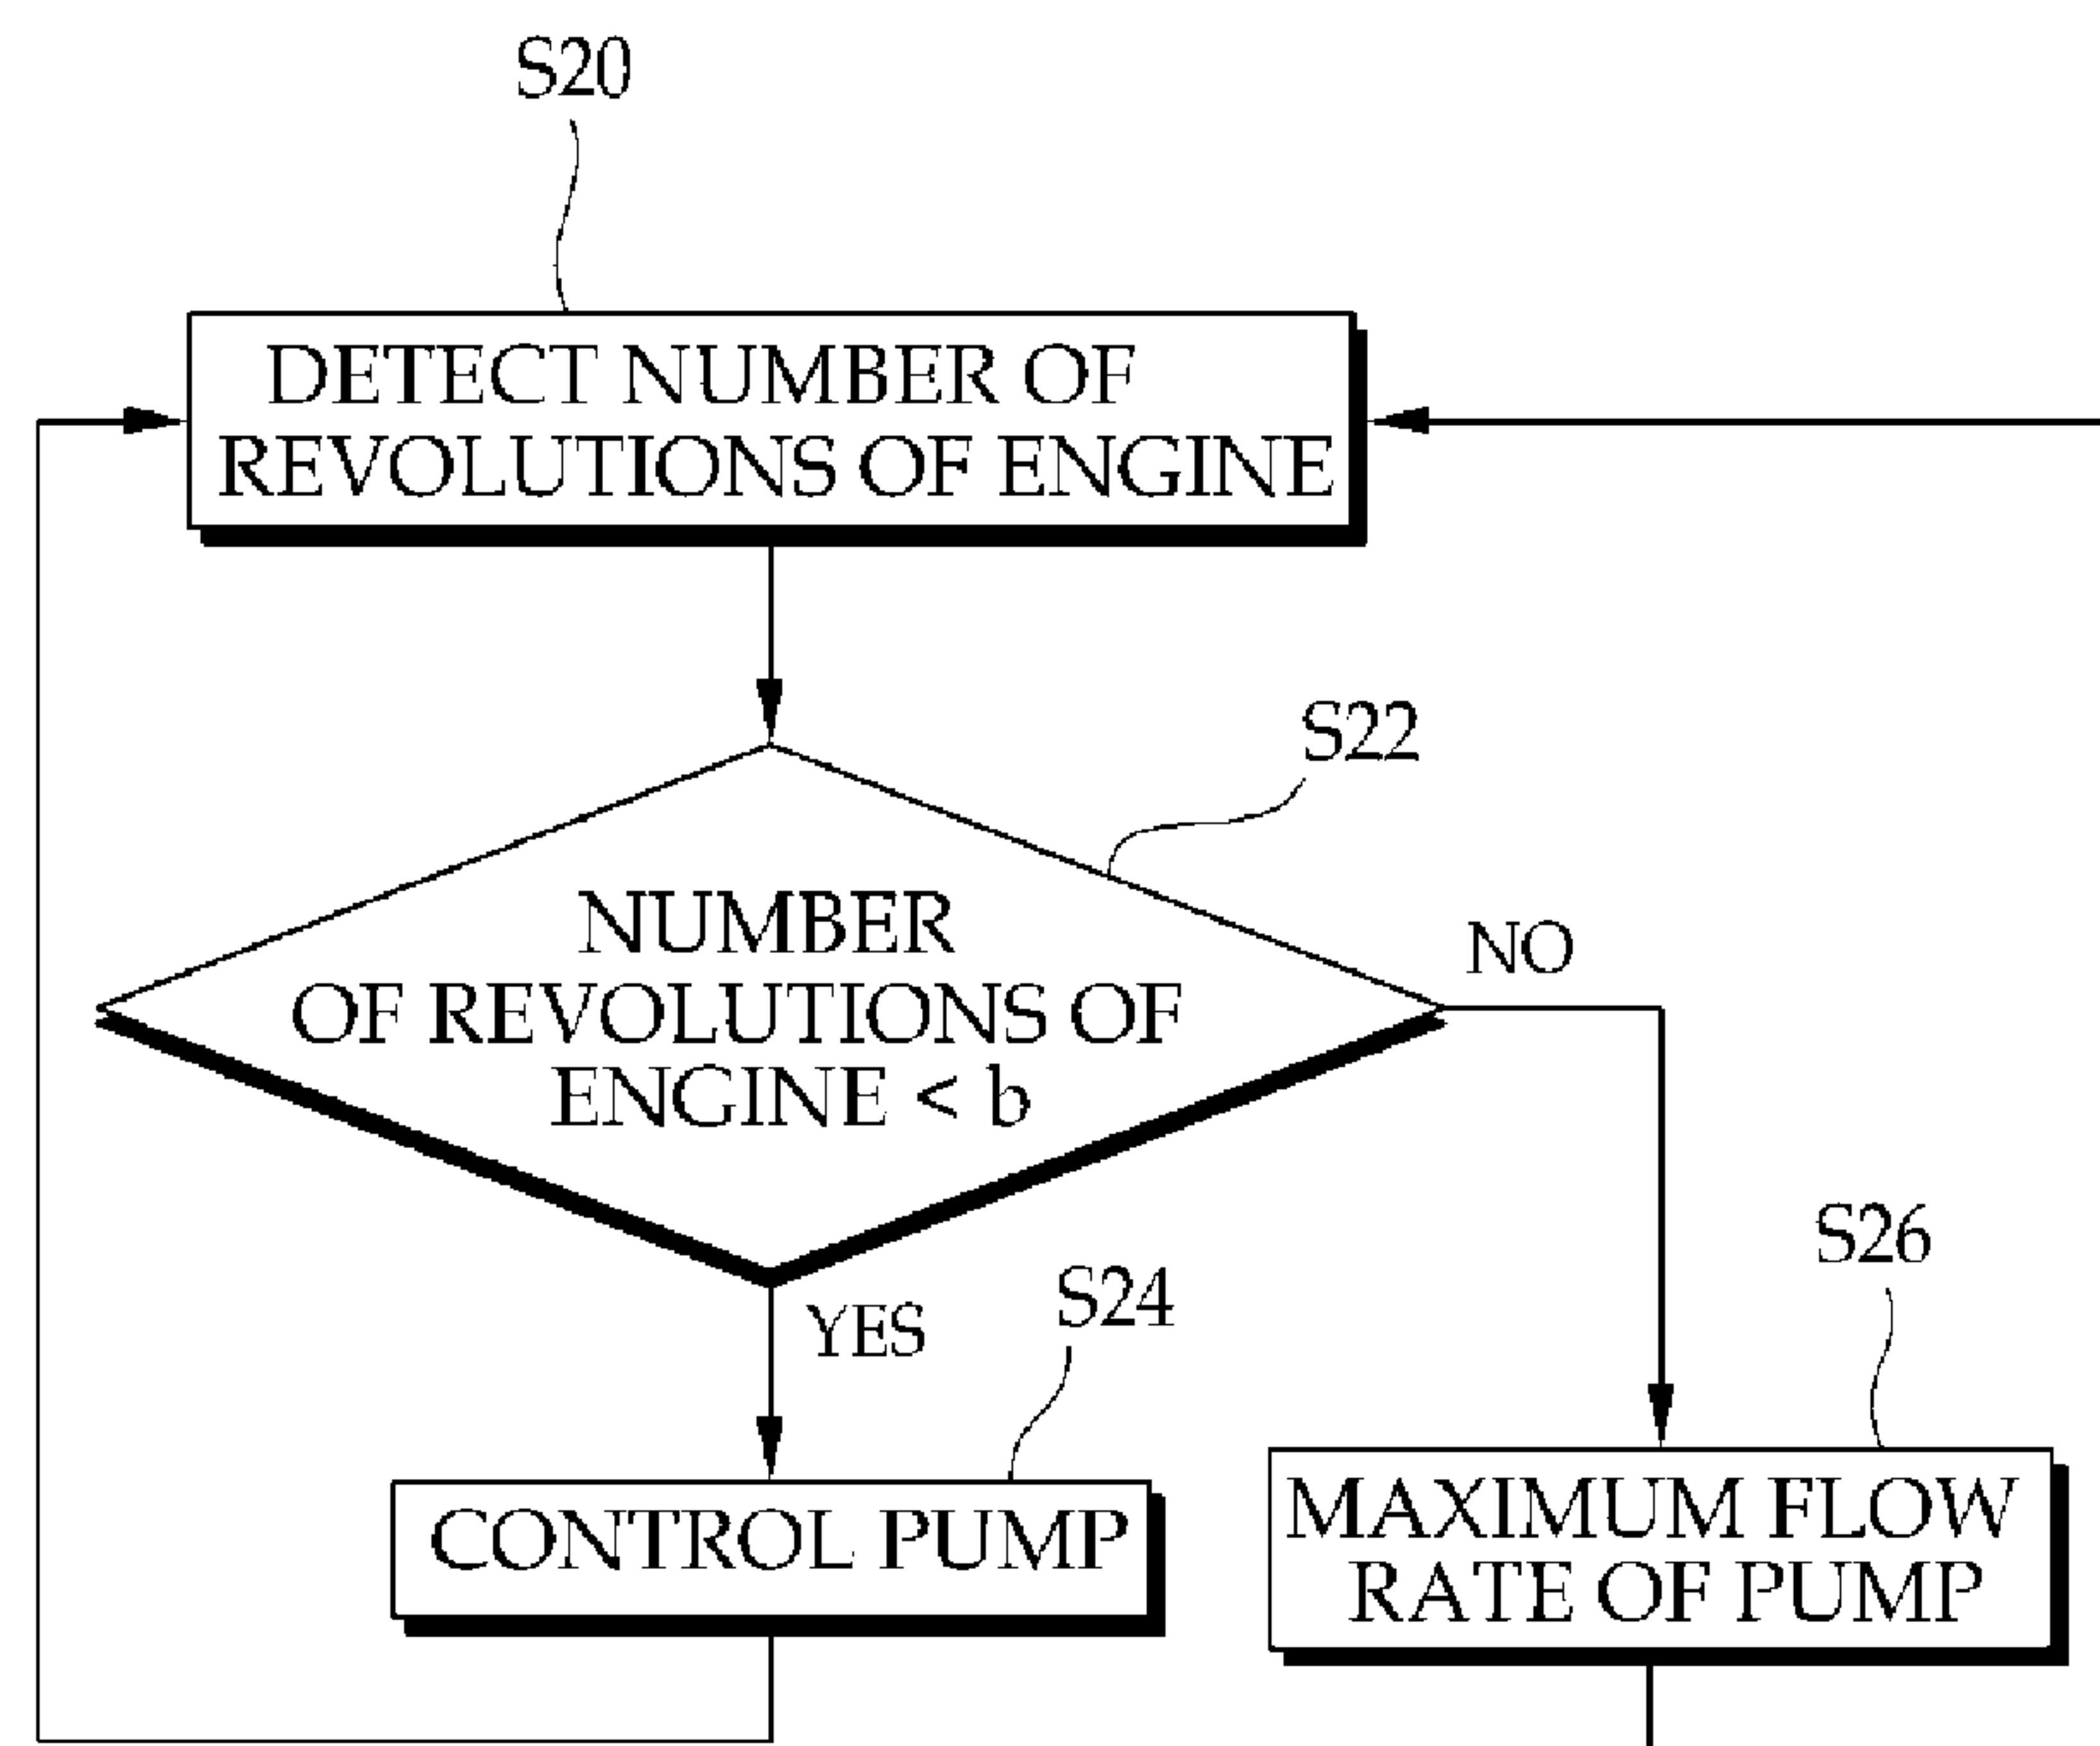 S20
DETECT NUMBER OF
REVOLUTIONS OF ENGINE
S22
NUMBER
OF REVOLUTIONS OF
ENGINE < b
NO
YES
S24
S26
CONTROL PUMP
MAXIMUM FLOW
RATE OF PUMP